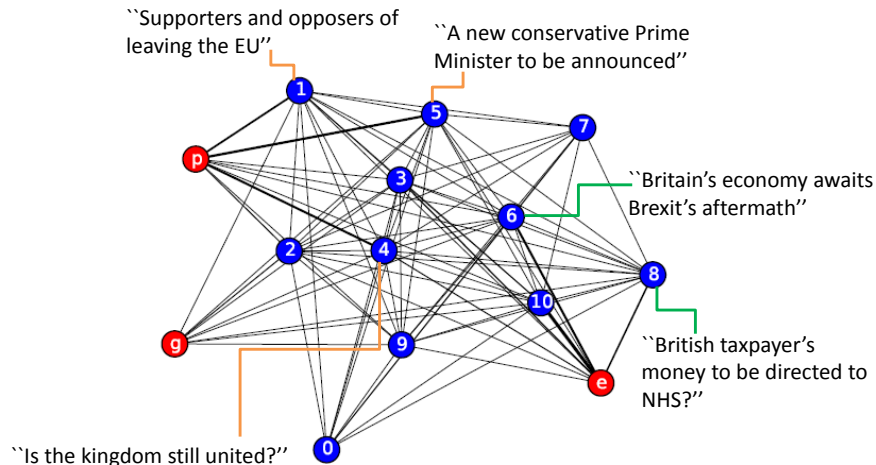 ``Supporters and opposers of
leaving the EU''
``A new conservative Prime
Minister to be announced''
1
5
7
p
3
``Britain's economy awaits
Brexit's aftermath''
6
2
4
8
10
g
9
``British taxpayer's
money to be directed to
NHS?''
e
``Is the kingdom still united?''
0